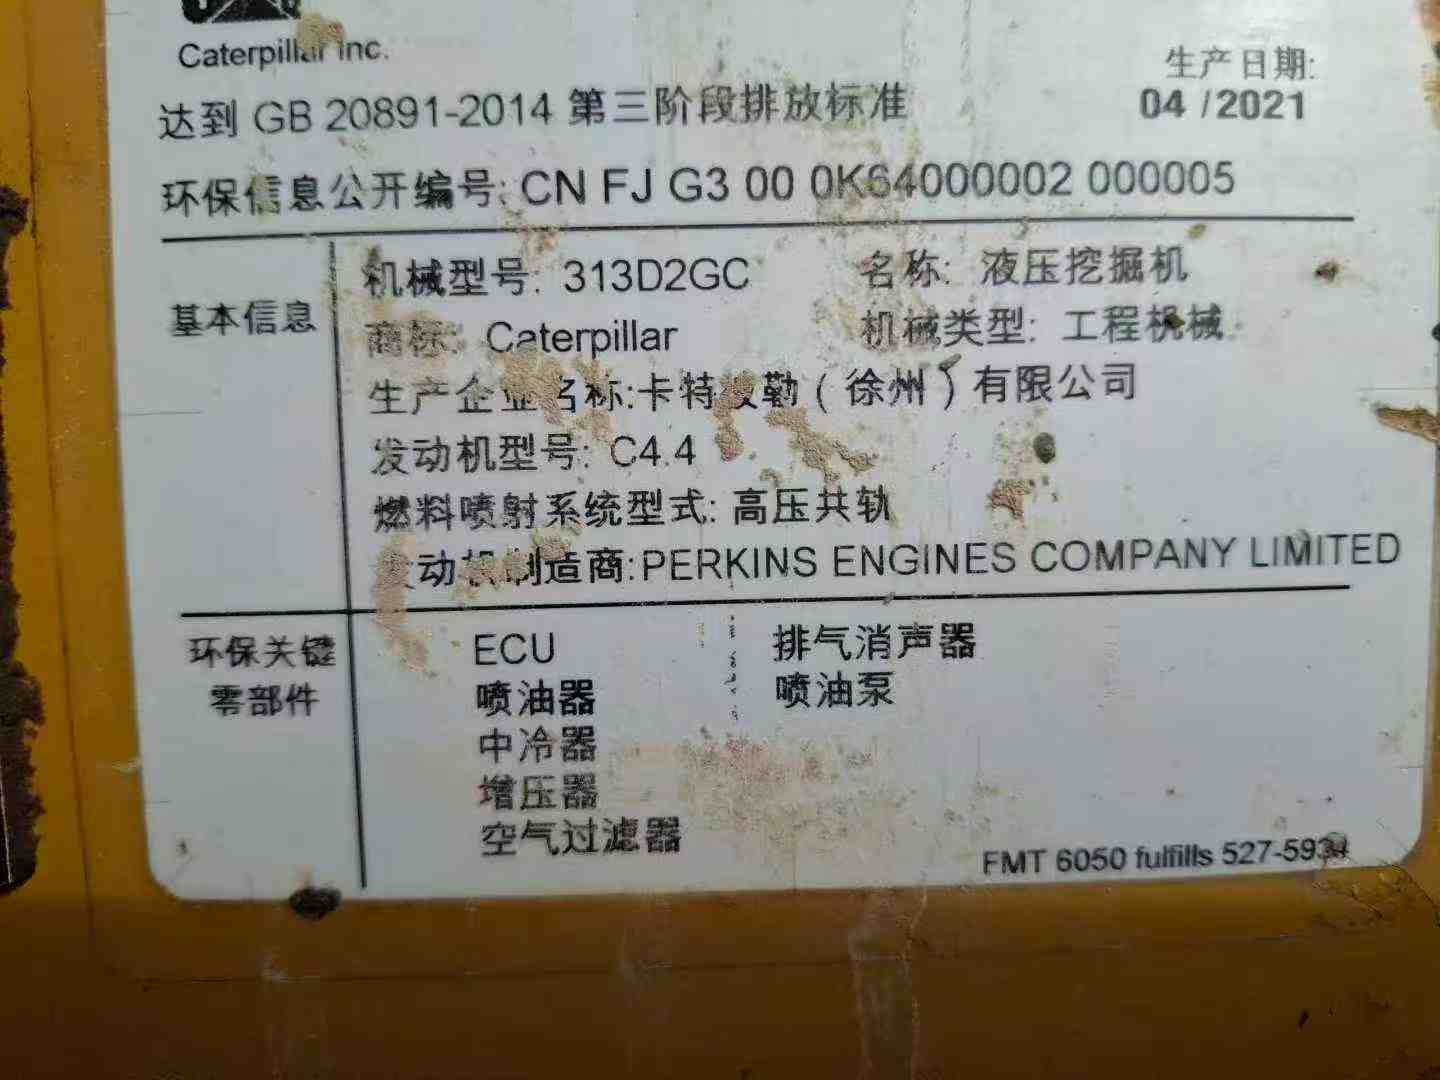 Caterpillar Inc.
生产日期:
04 /2021
达到 GB 20891-2014 第三阶段排放标准
环保信息公开编号: CN FJ G3 00 0K64000002 000005
基本信息
机械型号: 313D2GC 名称: 液压挖掘机
商标: Caterpillar 机械类型: 工程机械
生产企业名称:卡特彼勒（徐州）有限公司
发动机型号: C4.4
燃料喷射系统型式: 高压共轨
发动机制造商:PERKINS ENGINES COMPANY LIMITED
环保关键
零部件
ECU 排气消声器
喷油器 喷油泵
中冷器
增压器
空气过滤器
FMT 6050 fulfills